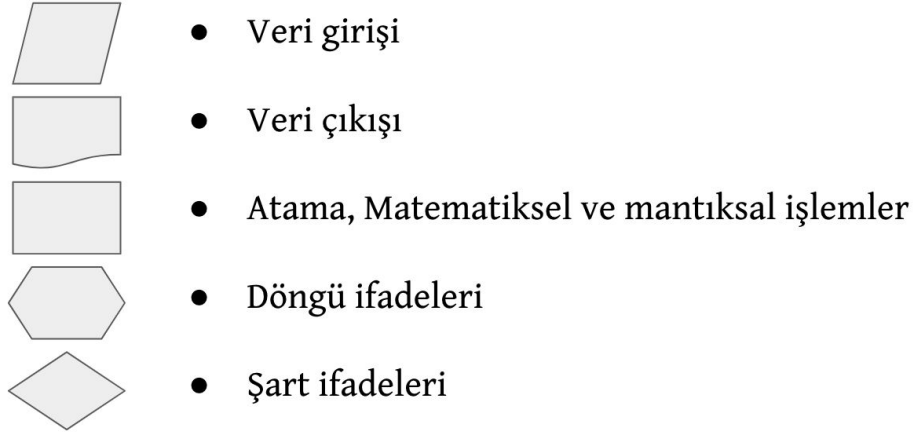 ● Veri girişi
● Veri çıkışı
● Atama, Matematiksel ve mantıksal işlemler
● Döngü ifadeleri
● Şart ifadeleri